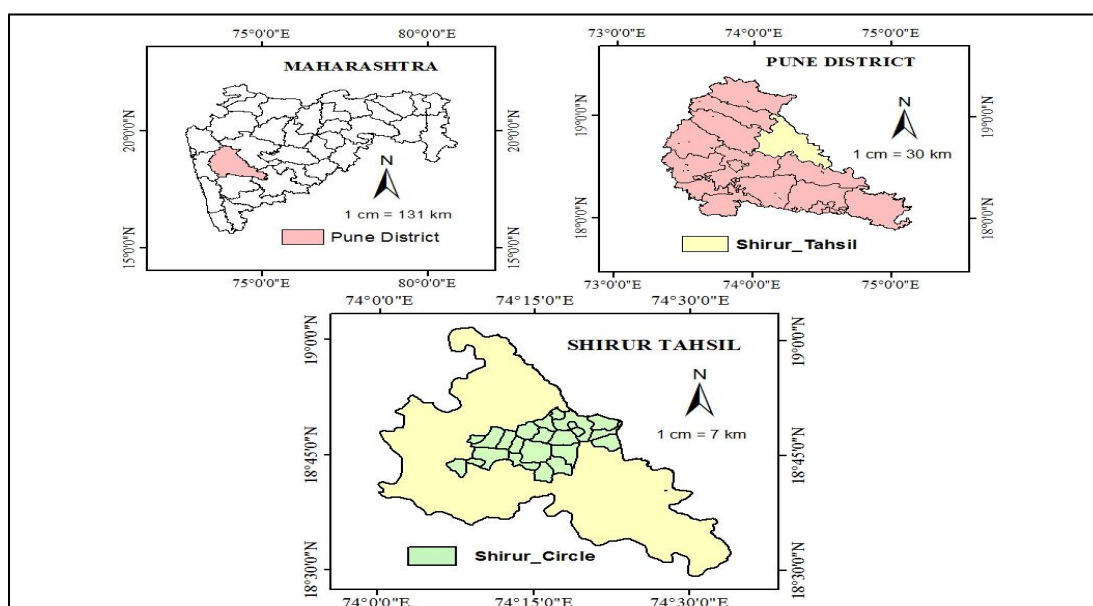 75°0'0"E 80°0'0"E
MAHARASHTRA
20°0'0"N
20°0'0"N
N
1 cm = 131 km
Pune District
15°0'0"N
15°0'0"N
75°0'0"E 80°0'0"E
73°0'0"E 74°0'0"E 75°0'0"E
PUNE DISTRICT
19°0'0"N
19°0'0"N
N
1 cm = 30 km
18°0'0"N
18°0'0"N
Shirur_Tahsil
73°0'0"E 74°0'0"E 75°0'0"E
74°0'0"E 74°15'0"E 74°30'0"E
19°0'0"N
19°0'0"N
SHIRUR TAHSIL
N
1 cm = 7 km
18°45'0"N
18°45'0"N
Shirur_Circle
18°30'0"N
18°30'0"N
74°0'0"E 74°15'0"E 74°30'0"E